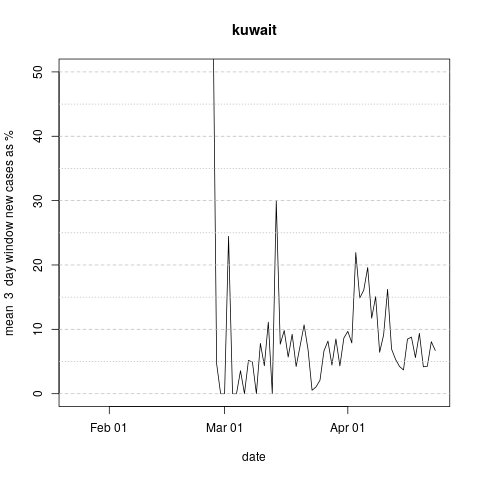 kuwait
mean 3 day window new cases as %
50
40
30
20
10
0
Feb 01
Mar 01
Apr 01
date